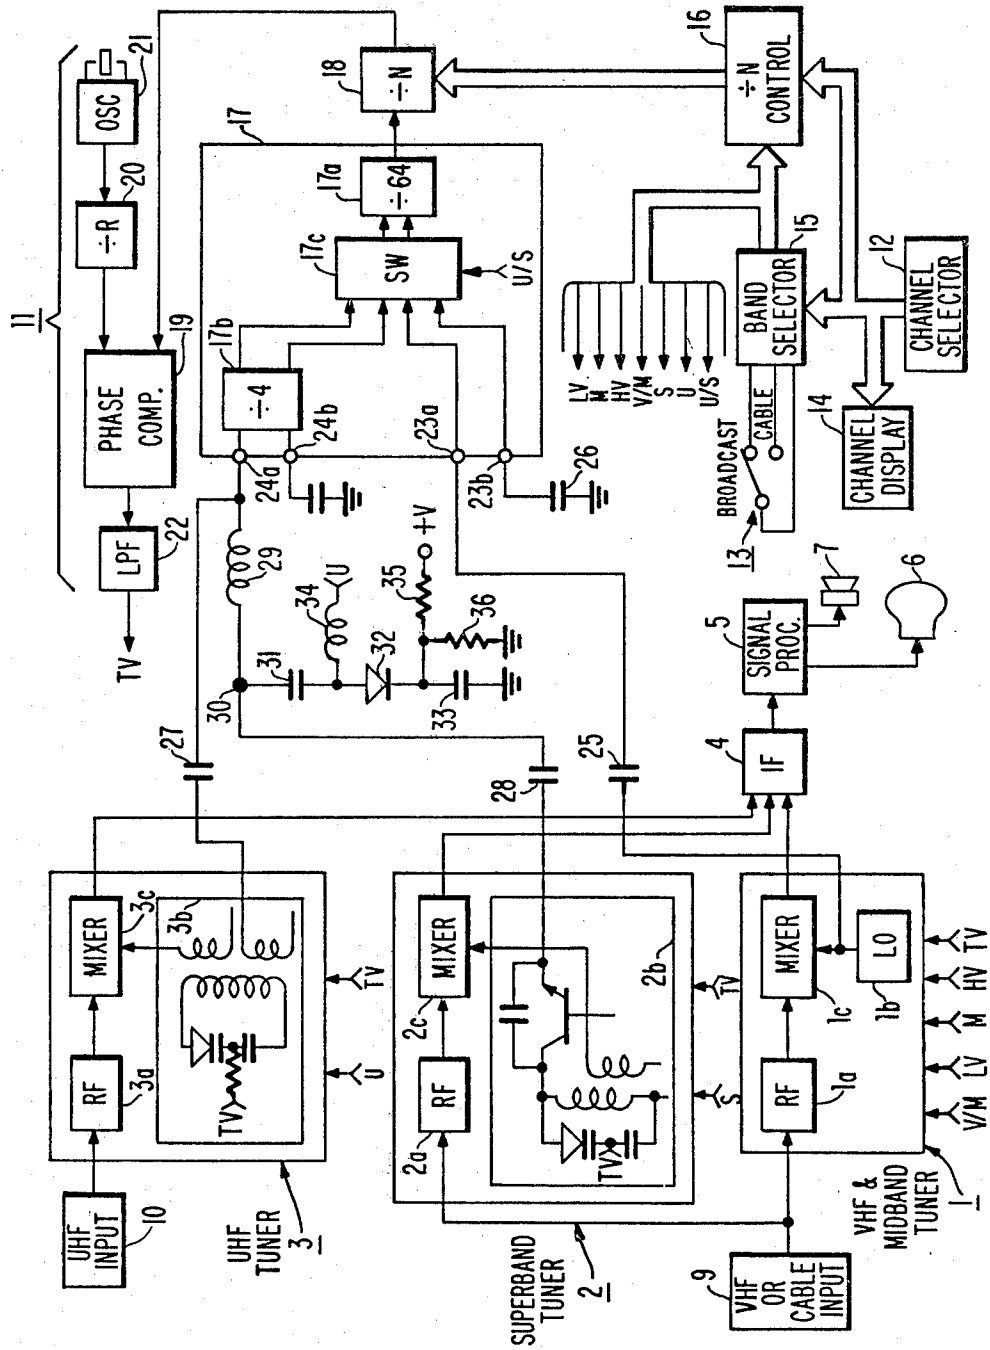 11
OSC
21
÷R
20
PHASE
COMP.
19
LPF
22
TV
÷N
18
÷N
CONTROL
16
17
÷64
17a
SW
17c
U/S
÷4
17b
24a
24b
23a
23b
26
29
30
31
32
33
34
U
35
+V
36
27
28
25
LV
M
HV
V/M
S
U
U/S
BAND
SELECTOR
15
BROADCAST
CABLE
13
CHANNEL
SELECTOR
12
CHANNEL
DISPLAY
14
UHF
INPUT
10
UHF
TUNER
3
RF
3a
MIXER
3c
3b
TV
U
TV
SUPERBAND
TUNER
2
RF
2a
MIXER
2c
2b
TV
S
TV
VHF OR
CABLE
INPUT
9
VHF &
MIDBAND
TUNER
1
RF
1a
MIXER
1c
LO
1b
V/M
LV
M
HV
TV
IF
4
SIGNAL
PROC.
5
7
6